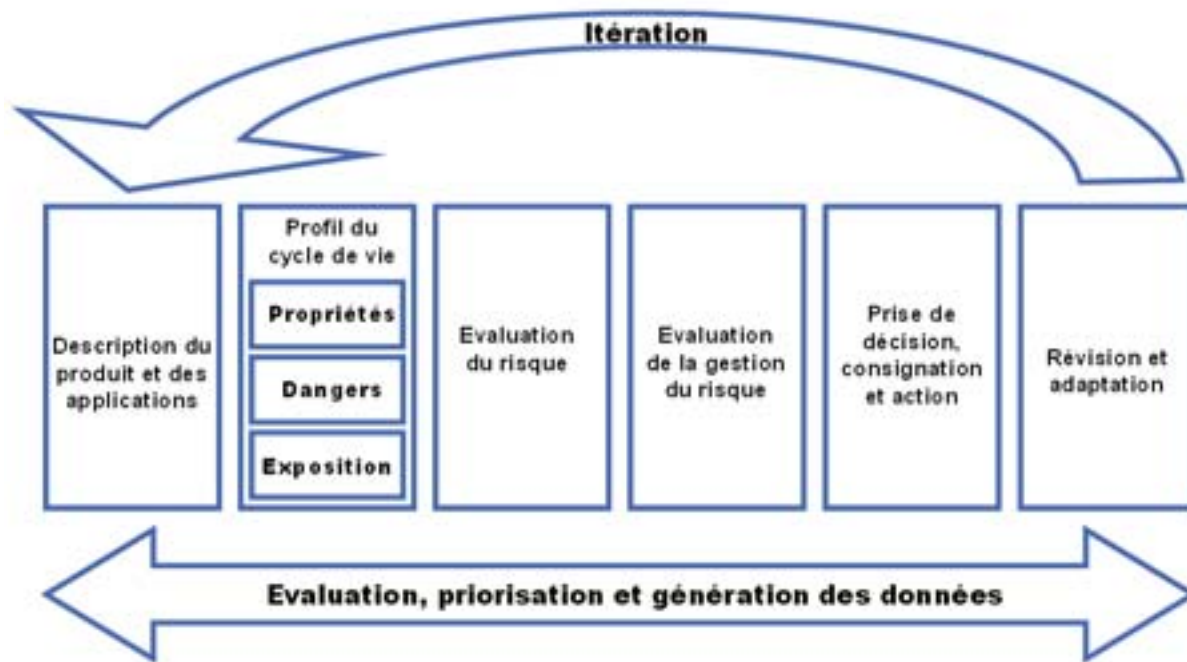 Itération
Description du
produit et des
applications
Profil du
cycle de vie
Propriétés
Dangers
Exposition
Evaluation
du risque
Evaluation
de la gestion
du risque
Prise de
décision,
consignation
et action
Révision et
adaptation
Evaluation, priorisation et génération des données